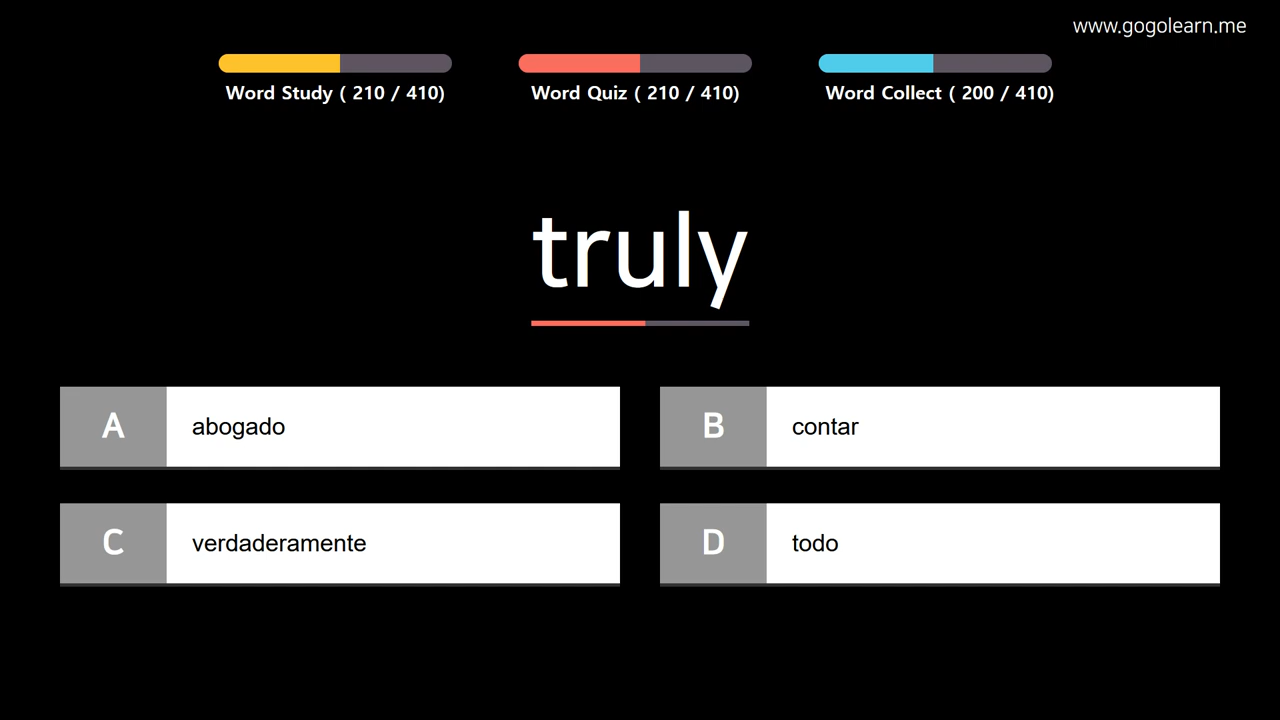 www.gogolearn.me
Word Study ( 210 / 410)
Word Quiz ( 210 / 410)
Word Collect ( 200 / 410)
truly
A abogado
B contar
C verdaderamente
D todo